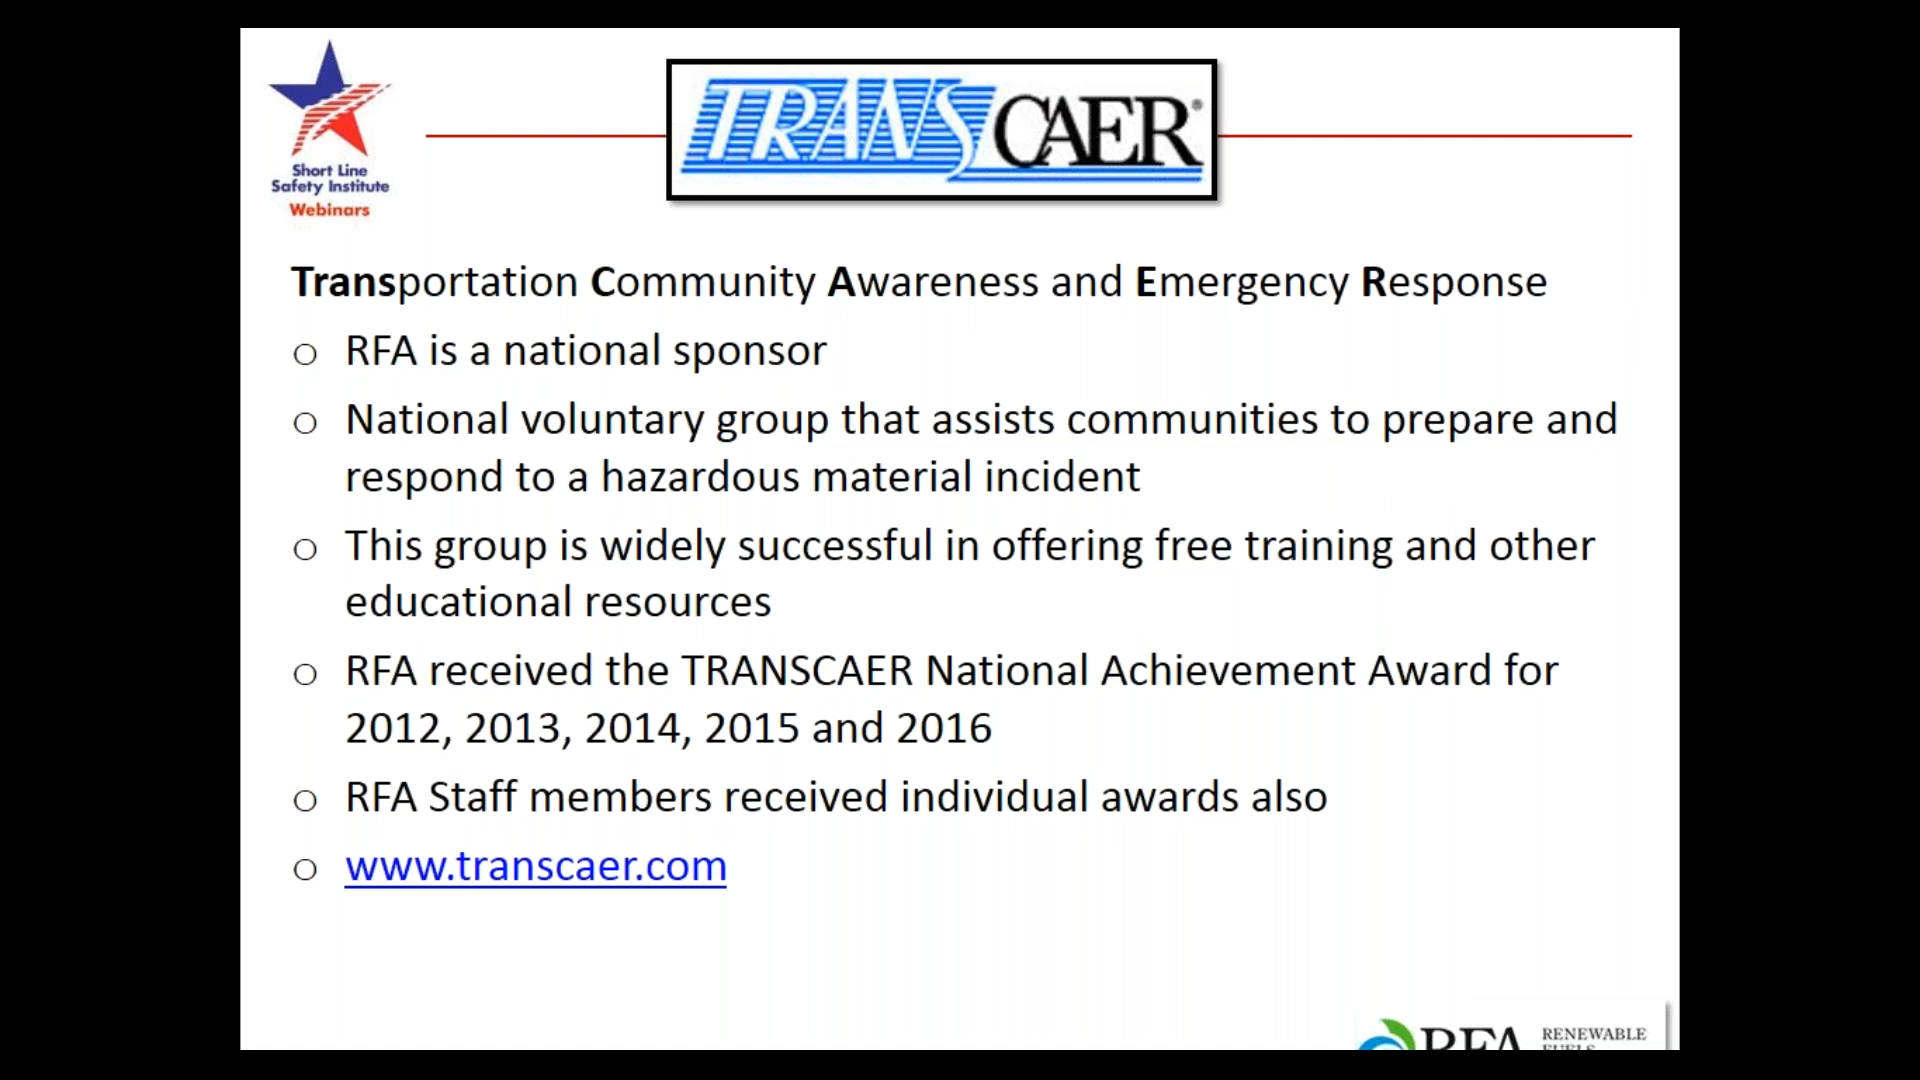 TRANSCAER®
Short Line
Safety Institute
Webinars
Transportation Community Awareness and Emergency Response
o RFA is a national sponsor
o National voluntary group that assists communities to prepare and
respond to a hazardous material incident
o This group is widely successful in offering free training and other
educational resources
o RFA received the TRANSCAER National Achievement Award for
2012, 2013, 2014, 2015 and 2016
o RFA Staff members received individual awards also
o www.transcaer.com
RFA RENEWABLE
FUELS